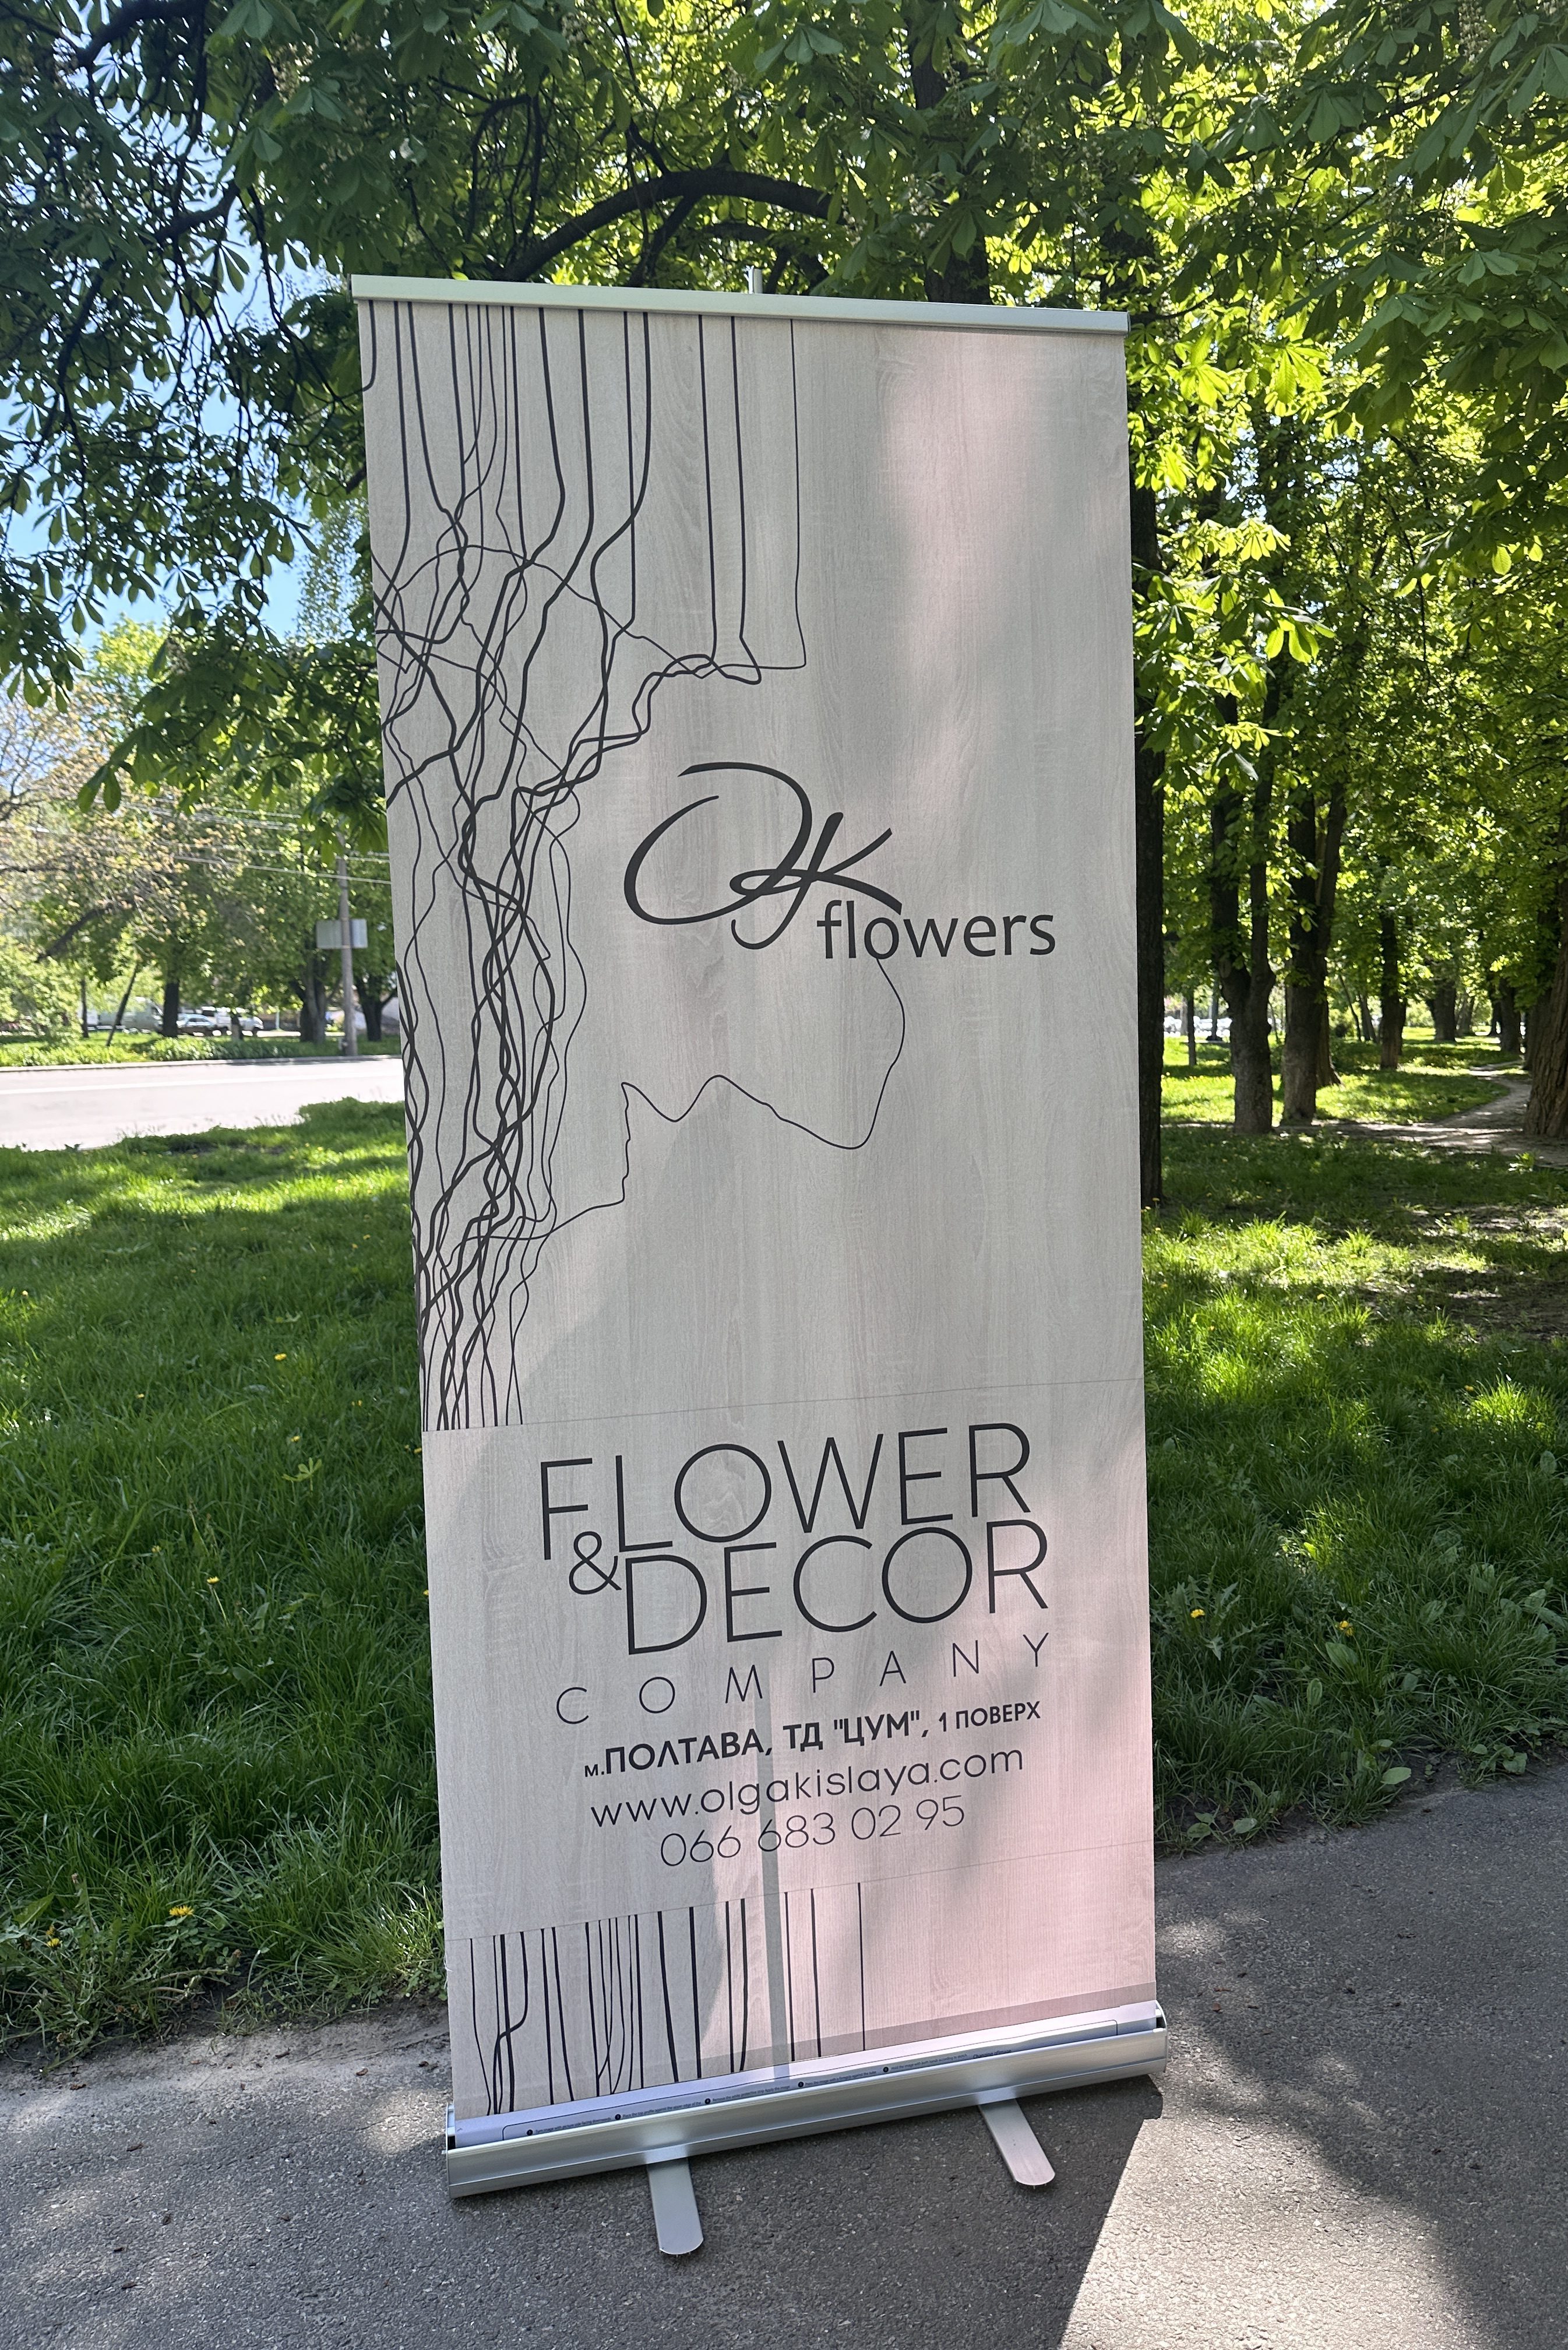 OK
flowers
FLOWER
&DECOR
COMPANY
м.ПОЛТАВА, ТД "ЦУМ", 1 ПОВЕРХ
www.olgakislaya.com
066 683 02 95